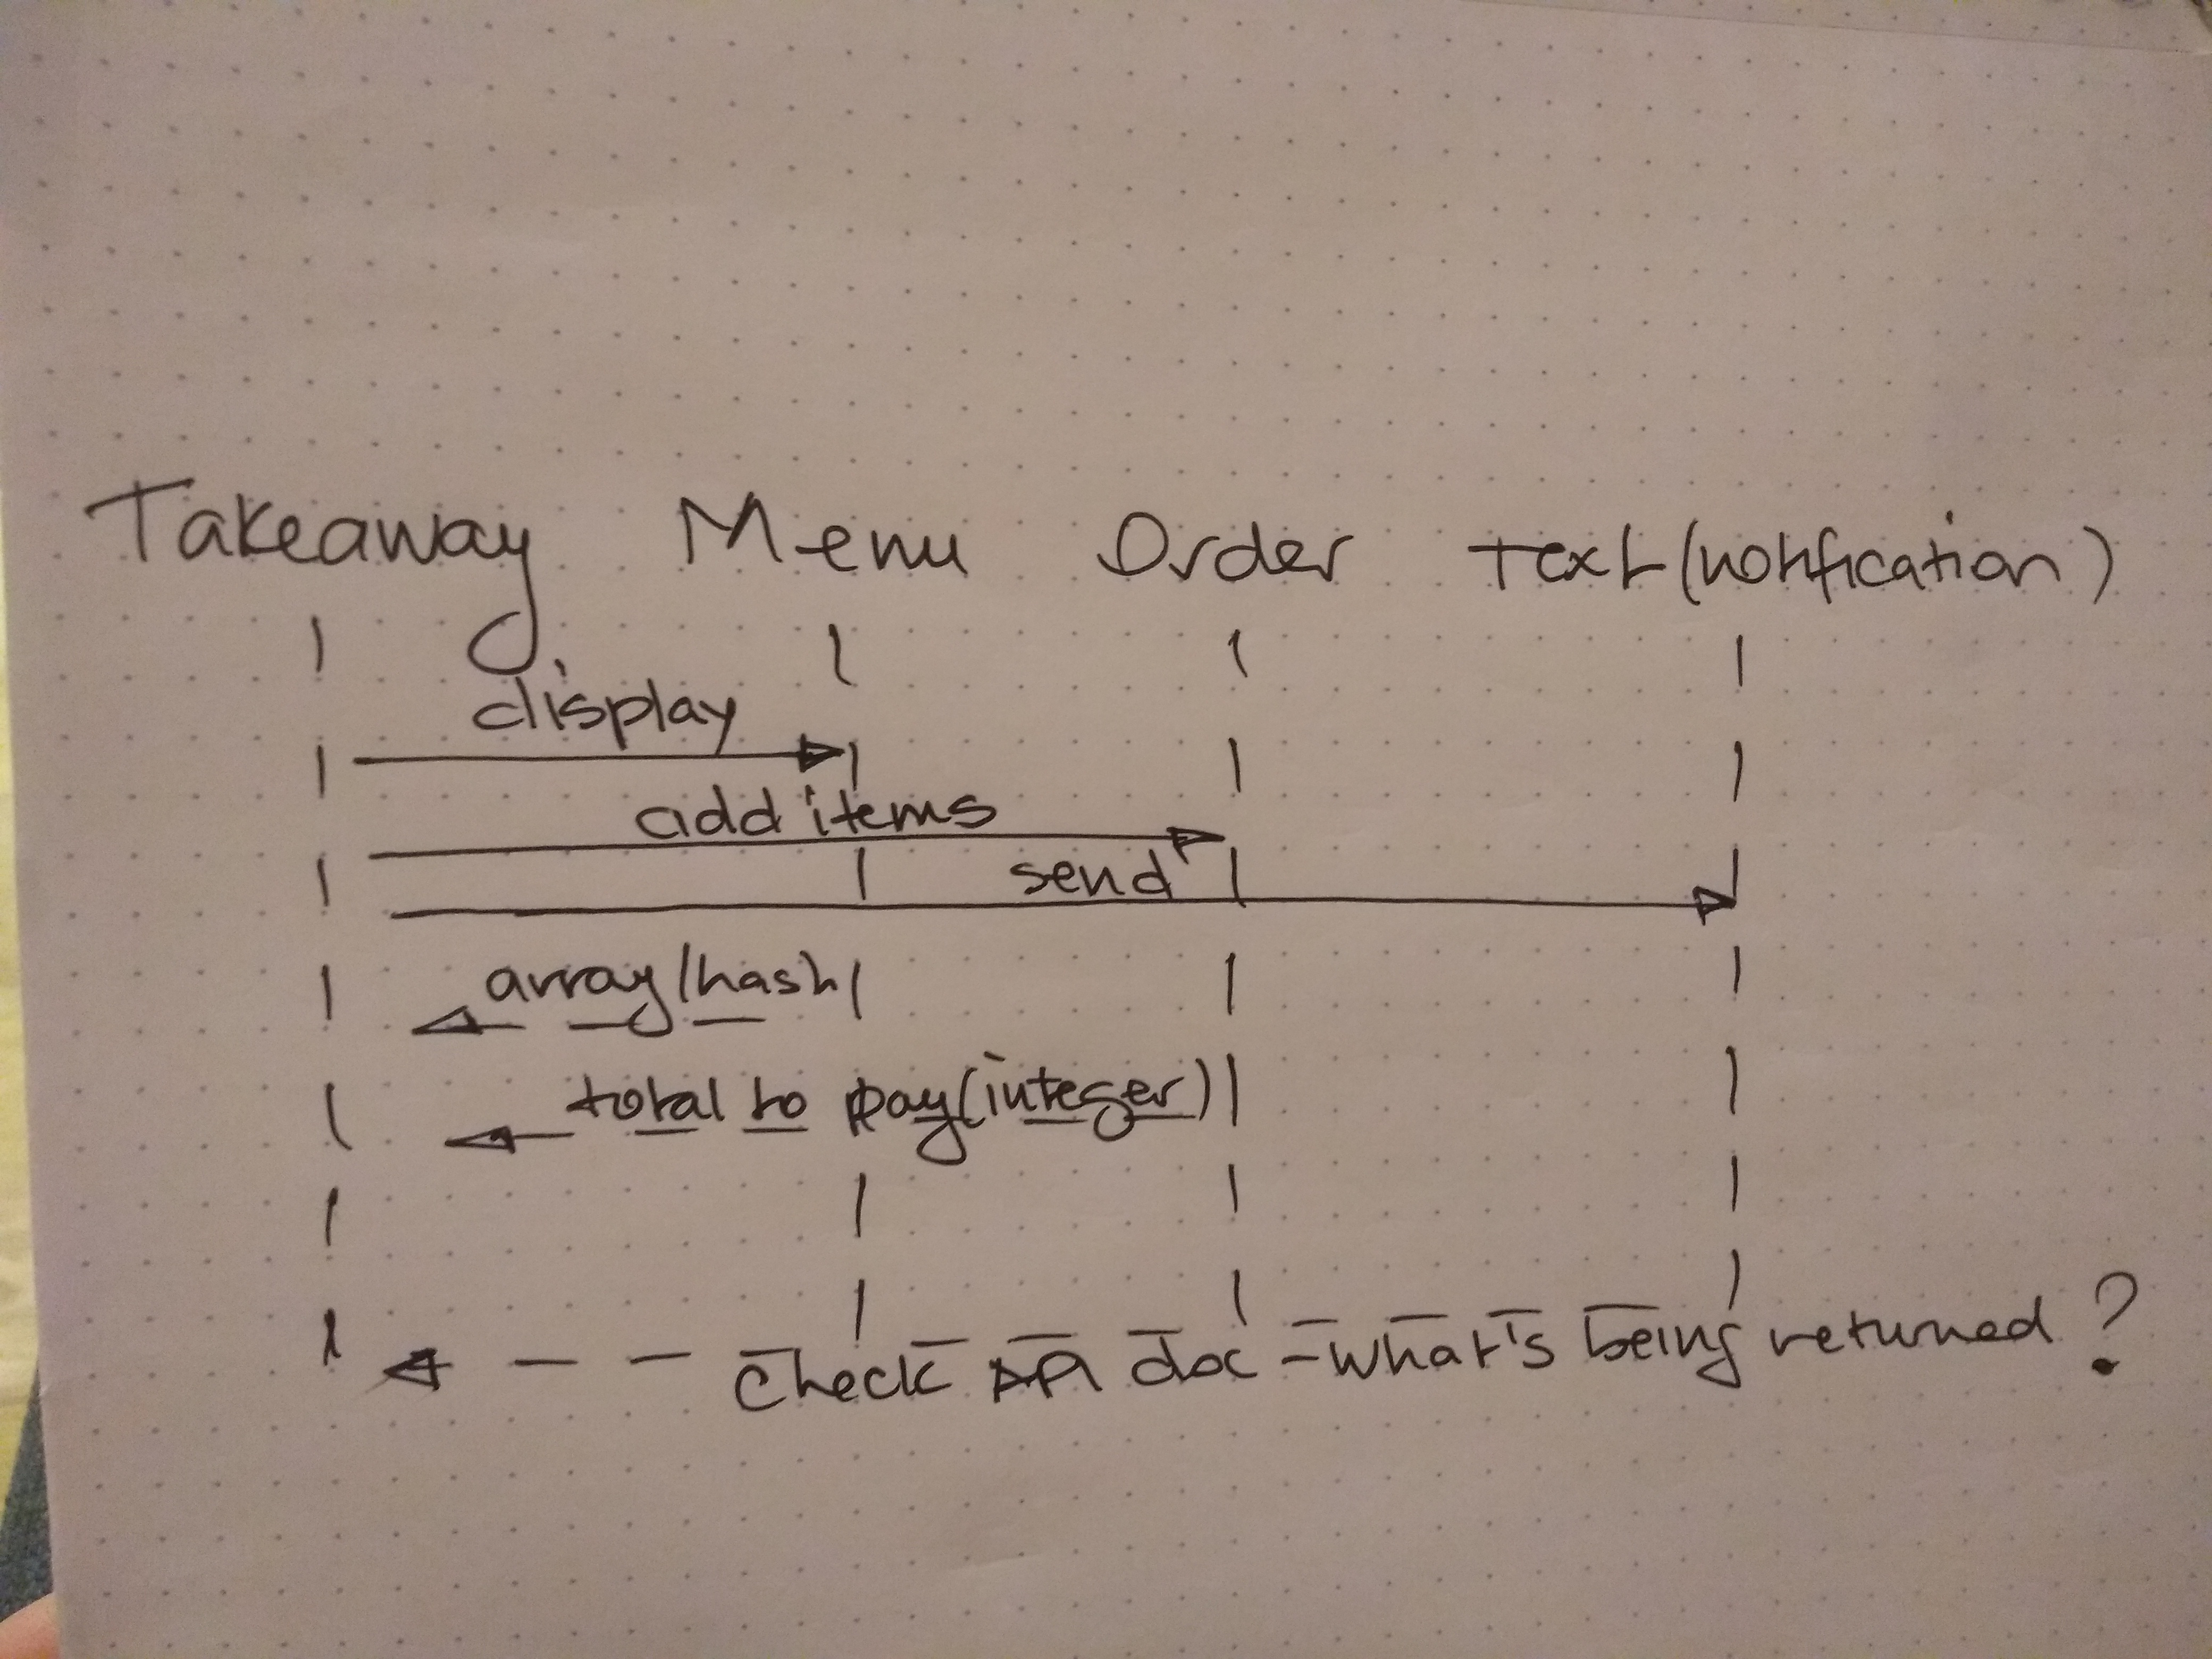 Takeaway Menu Order Text (notification)
display
add items
send
array/hash
total to pay (integer)
check API doc - what's being returned ?